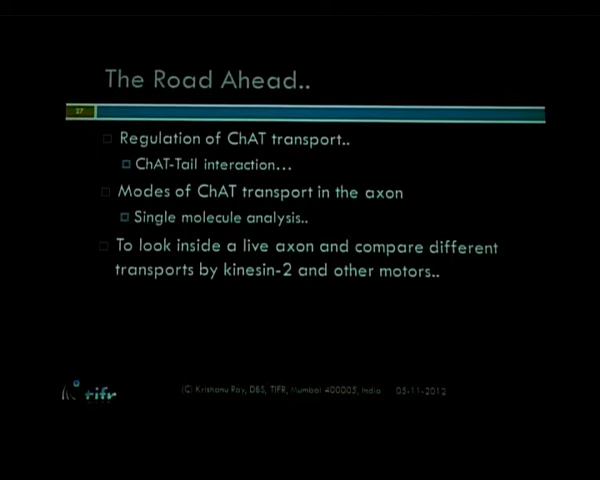 The Road Ahead..
27
Regulation of ChAT transport..
ChAT-Tail interaction...
Modes of ChAT transport in the axon
Single molecule analysis..
To look inside a live axon and compare different
transports by kinesin-2 and other motors..
tifr
(C) Krishanu Ray, DBS, TIFR, Mumbai 400005, India 05-11-2012